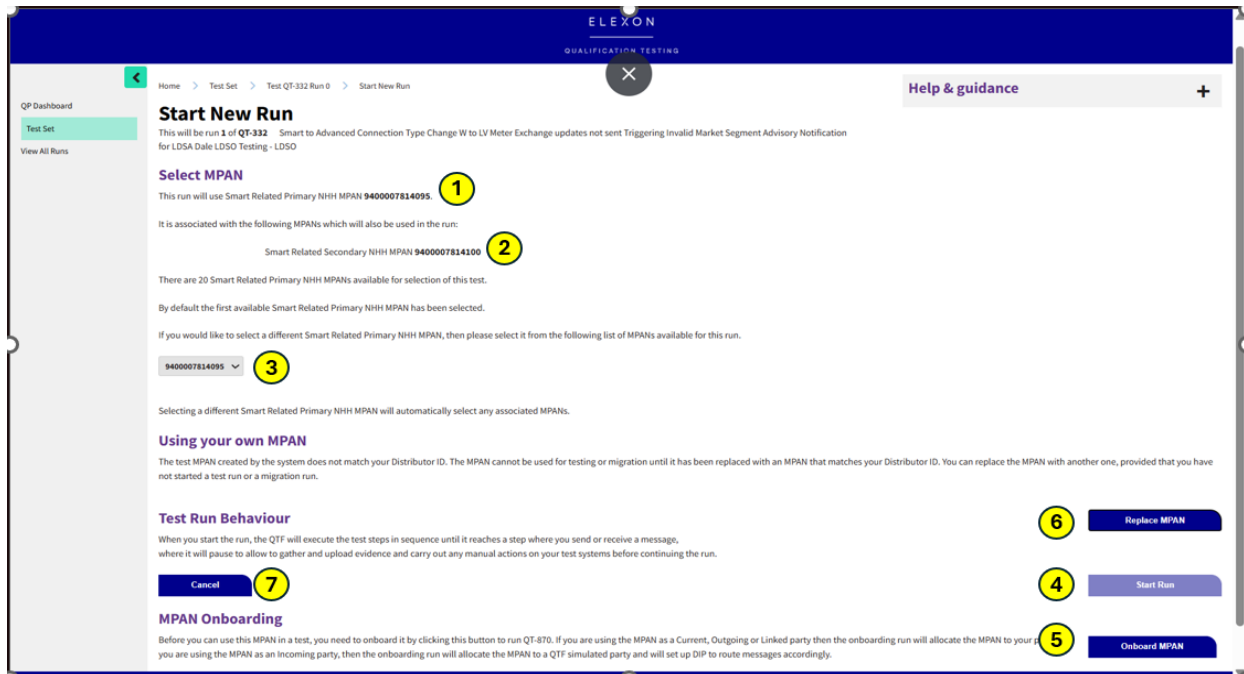 ELEXON
QUALIFICATION TESTING
QP Dashboard
Test Set
View All Runs
Home > Test Set > Test QT-332 Run 0 > Start New Run
Help & guidance +
Start New Run
This will be run 1 of QT-332 Smart to Advanced Connection Type Change W to LV Meter Exchange updates not sent Triggering Invalid Market Segment Advisory Notification
for LDSA Dale LDSO Testing - LDSO
Select MPAN
This run will use Smart Related Primary NHH MPAN 9400007814095. 1
It is associated with the following MPANs which will also be used in the run:
Smart Related Secondary NHH MPAN 9400007814100 2
There are 20 Smart Related Primary NHH MPANs available for selection of this test.
By default the first available Smart Related Primary NHH MPAN has been selected.
If you would like to select a different Smart Related Primary NHH MPAN, then please select it from the following list of MPANs available for this run.
9400007814095 3
Selecting a different Smart Related Primary NHH MPAN will automatically select any associated MPANs.
Using your own MPAN
The test MPAN created by the system does not match your Distributor ID. The MPAN cannot be used for testing or migration until it has been replaced with an MPAN that matches your Distributor ID. You can replace the MPAN with another one, provided that you have
not started a test run or a migration run.
Test Run Behaviour
6 Replace MPAN
When you start the run, the QTF will execute the test steps in sequence until it reaches a step where you send or receive a message,
where it will pause to allow to gather and upload evidence and carry out any manual actions on your test systems before continuing the run.
Cancel 7
4 Start Run
MPAN Onboarding
Before you can use this MPAN in a test, you need to onboard it by clicking this button to run QT-870. If you are using the MPAN as a Current, Outgoing or Linked party then the onboarding run will allocate the MPAN to your
you are using the MPAN as an Incoming party, then the onboarding run will allocate the MPAN to a QTF simulated party and will set up DIP to route messages accordingly.
5 Onboard MPAN